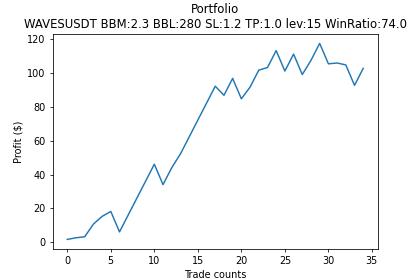 Portfolio
WAVESUSDT BBM:2.3 BBL:280 SL:1.2 TP:1.0 lev:15 WinRatio:74.0
120
100
80
60
40
20
0
Profit ($)
0 5 10 15 20 25 30 35
Trade counts